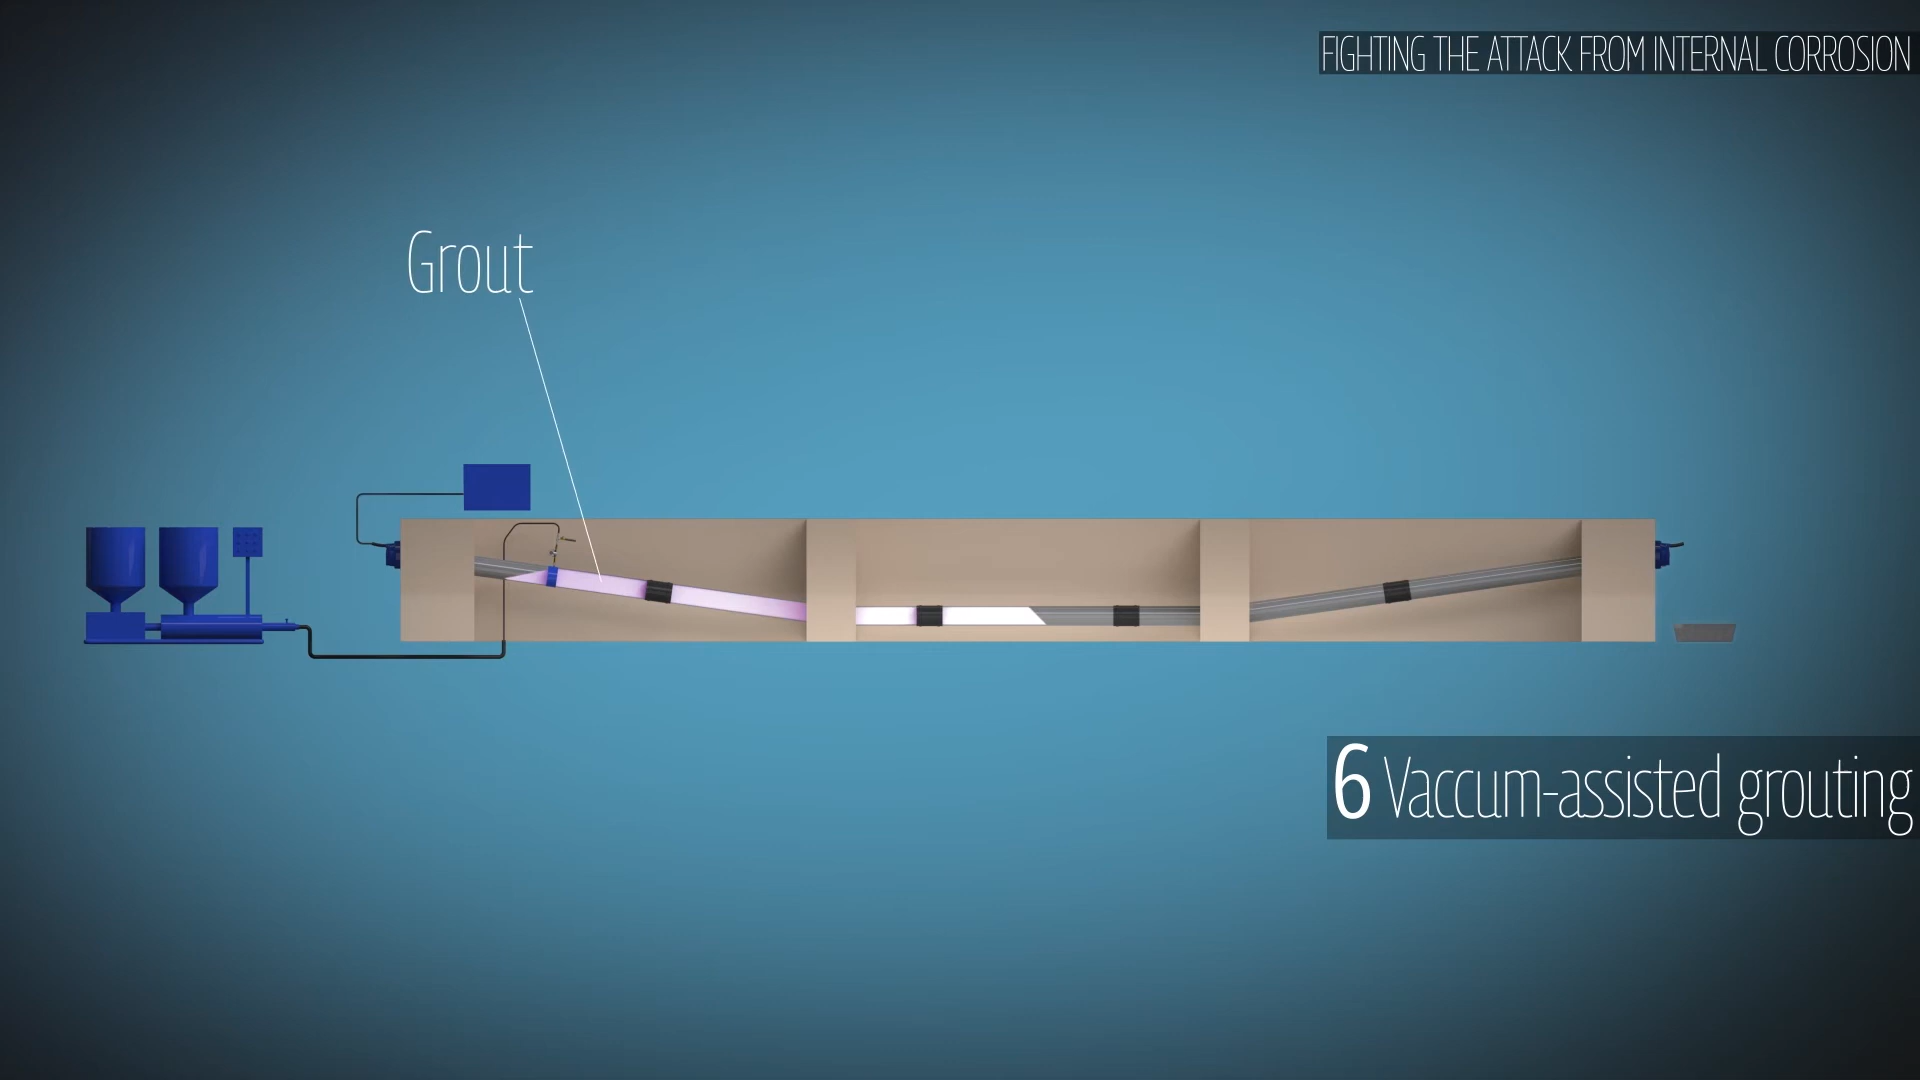 FIGHTING THE ATTACK FROM INTERNAL CORROSION
Grout
6 Vaccum-assisted grouting